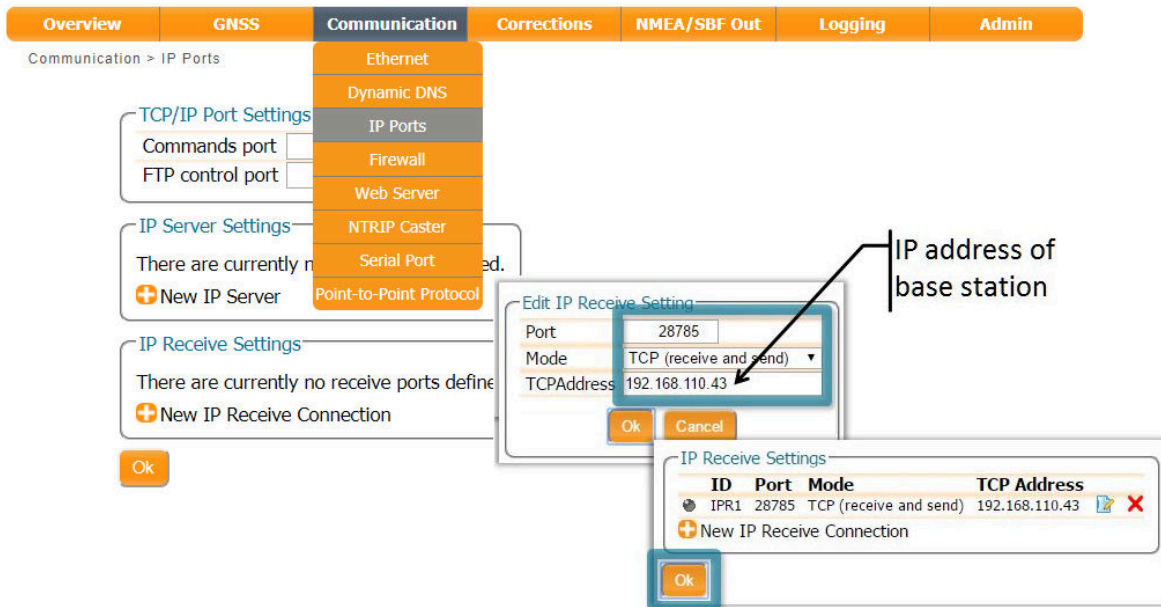 Overview GNSS Communication Corrections NMEA/SBF Out Logging Admin
Communication > IP Ports
Ethernet
Dynamic DNS
IP Ports
Firewall
Web Server
NTRIP Caster
Serial Port
Point-to-Point Protocol
TCP/IP Port Settings
Commands port
FTP control port
IP Server Settings
There are currently n ed.
New IP Server
IP Receive Settings
There are currently no receive ports define
New IP Receive Connection
Ok
IP address of
base station
Edit IP Receive Setting
Port 28785
Mode TCP (receive and send)
TCPAddress 192.168.110.43
Ok Cancel
IP Receive Settings
ID Port Mode TCP Address
IPR1 28785 TCP (receive and send) 192.168.110.43
New IP Receive Connection
Ok